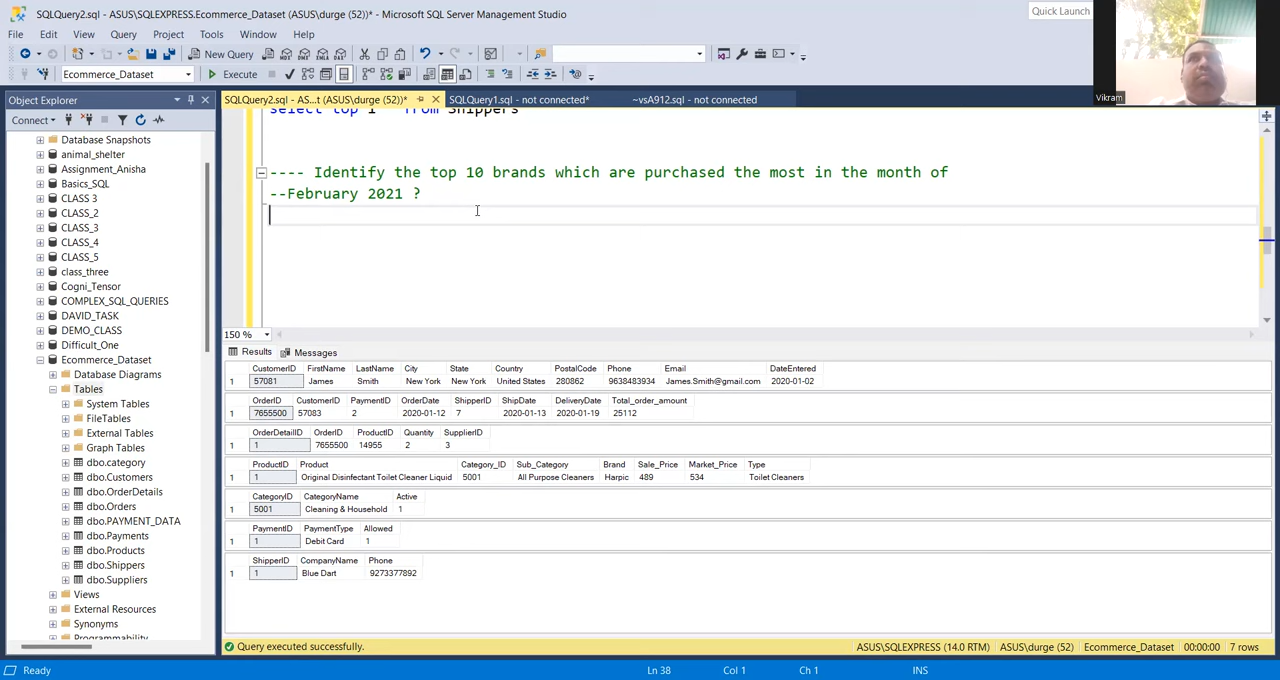 SQLQuery2.sql - ASUS\SQLEXPRESS.Ecommerce_Dataset (ASUS\durge (52))* - Microsoft SQL Server Management Studio
Quick Launch
File Edit View Query Project Tools Window Help
New Query
Ecommerce_Dataset Execute
Vikram
Object Explorer
SQLQuery2.sql - AS...t (ASUS\durge (52))* SQLQuery1.sql - not connected* ~vsA912.sql - not connected
Connect
Database Snapshots
animal_shelter
Assignment_Anisha
Basics_SQL
CLASS 3
CLASS_2
CLASS_3
CLASS_4
CLASS_5
class_three
Cogni_Tensor
COMPLEX_SQL_QUERIES
DAVID_TASK
DEMO_CLASS
Difficult_One
Ecommerce_Dataset
Database Diagrams
Tables
System Tables
FileTables
External Tables
Graph Tables
dbo.category
dbo.Customers
dbo.OrderDetails
dbo.Orders
dbo.PAYMENT_DATA
dbo.Payments
dbo.Products
dbo.Shippers
dbo.Suppliers
Views
External Resources
Synonyms
Programmability
select top 1 * from Shippers
---- Identify the top 10 brands which are purchased the most in the month of
--February 2021 ?
150 %
Results Messages
CustomerID FirstName LastName City State Country PostalCode Phone Email DateEntered
1 57081 James Smith New York New York United States 280862 9638483934 James.Smith@gmail.com 2020-01-02
OrderID CustomerID PaymentID OrderDate ShipperID ShipDate DeliveryDate Total_order_amount
1 7655500 57083 2 2020-01-12 7 2020-01-13 2020-01-19 25112
OrderDetailID OrderID ProductID Quantity SupplierID
1 1 7655500 14955 2 3
ProductID Product Category_ID Sub_Category Brand Sale_Price Market_Price Type
1 1 Original Disinfectant Toilet Cleaner Liquid 5001 All Purpose Cleaners Harpic 489 534 Toilet Cleaners
CategoryID CategoryName Active
1 5001 Cleaning & Household 1
PaymentID PaymentType Allowed
1 1 Debit Card 1
ShipperID CompanyName Phone
1 1 Blue Dart 9273377892
Query executed successfully. ASUS\SQLEXPRESS (14.0 RTM) ASUS\durge (52) Ecommerce_Dataset 00:00:00 7 rows
Ready Ln 38 Col 1 Ch 1 INS